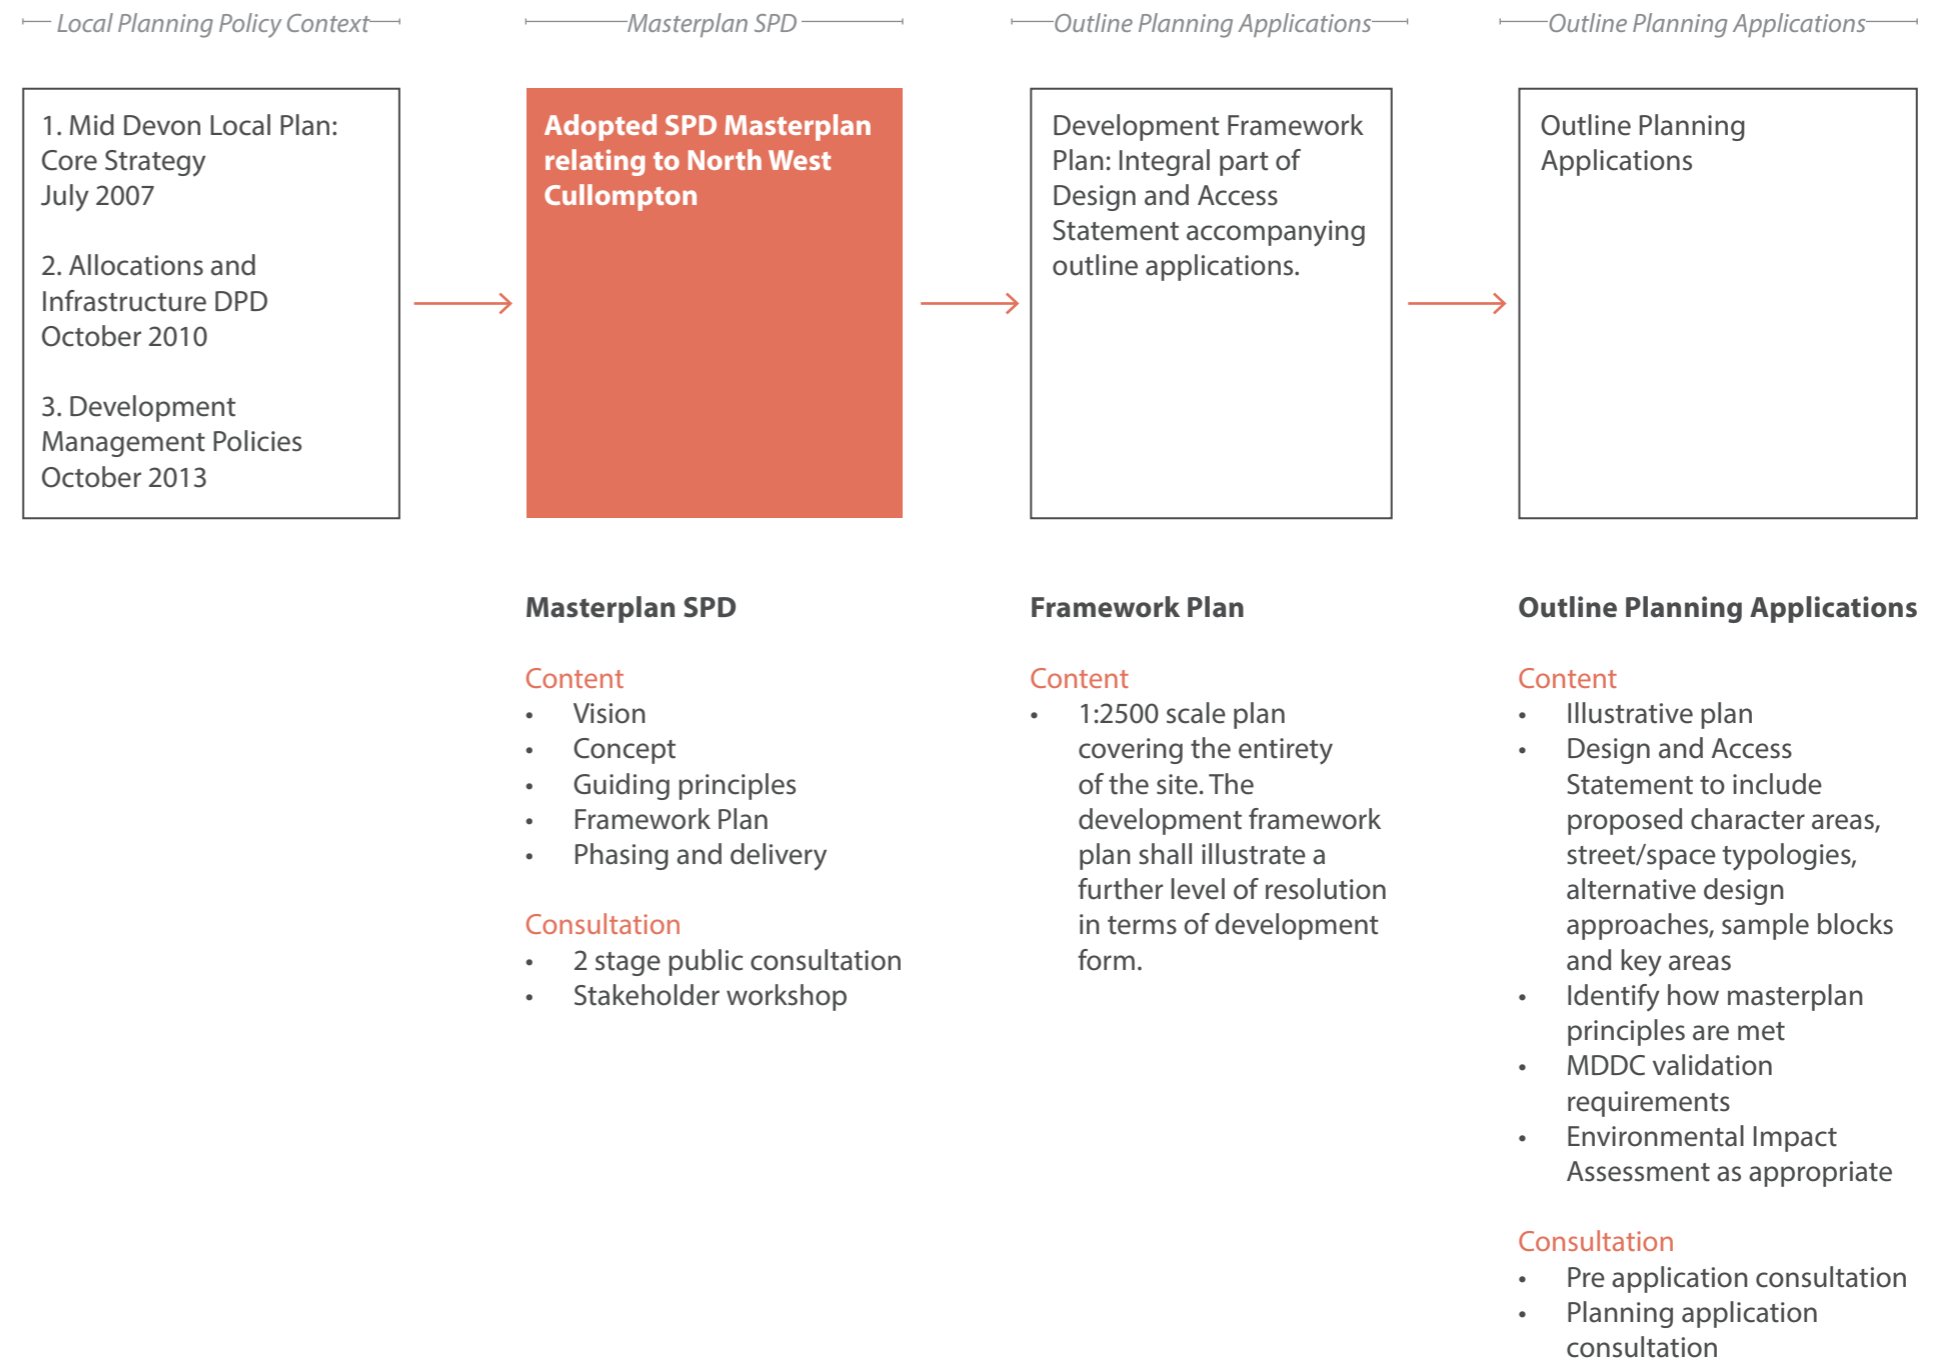 Local Planning Policy Context
Masterplan SPD
Outline Planning Applications
Outline Planning Applications
1. Mid Devon Local Plan:
Core Strategy
July 2007
2. Allocations and
Infrastructure DPD
October 2010
3. Development
Management Policies
October 2013
Adopted SPD Masterplan
relating to North West
Cullompton
Development Framework
Plan: Integral part of
Design and Access
Statement accompanying
outline applications.
Outline Planning
Applications
Masterplan SPD
Content
• Vision
• Concept
• Guiding principles
• Framework Plan
• Phasing and delivery
Consultation
• 2 stage public consultation
• Stakeholder workshop
Framework Plan
Content
• 1:2500 scale plan
covering the entirety
of the site. The
development framework
plan shall illustrate a
further level of resolution
in terms of development
form.
Outline Planning Applications
Content
• Illustrative plan
• Design and Access
Statement to include
proposed character areas,
street/space typologies,
alternative design
approaches, sample blocks
and key areas
• Identify how masterplan
principles are met
• MDDC validation
requirements
• Environmental Impact
Assessment as appropriate
Consultation
• Pre application consultation
• Planning application
consultation